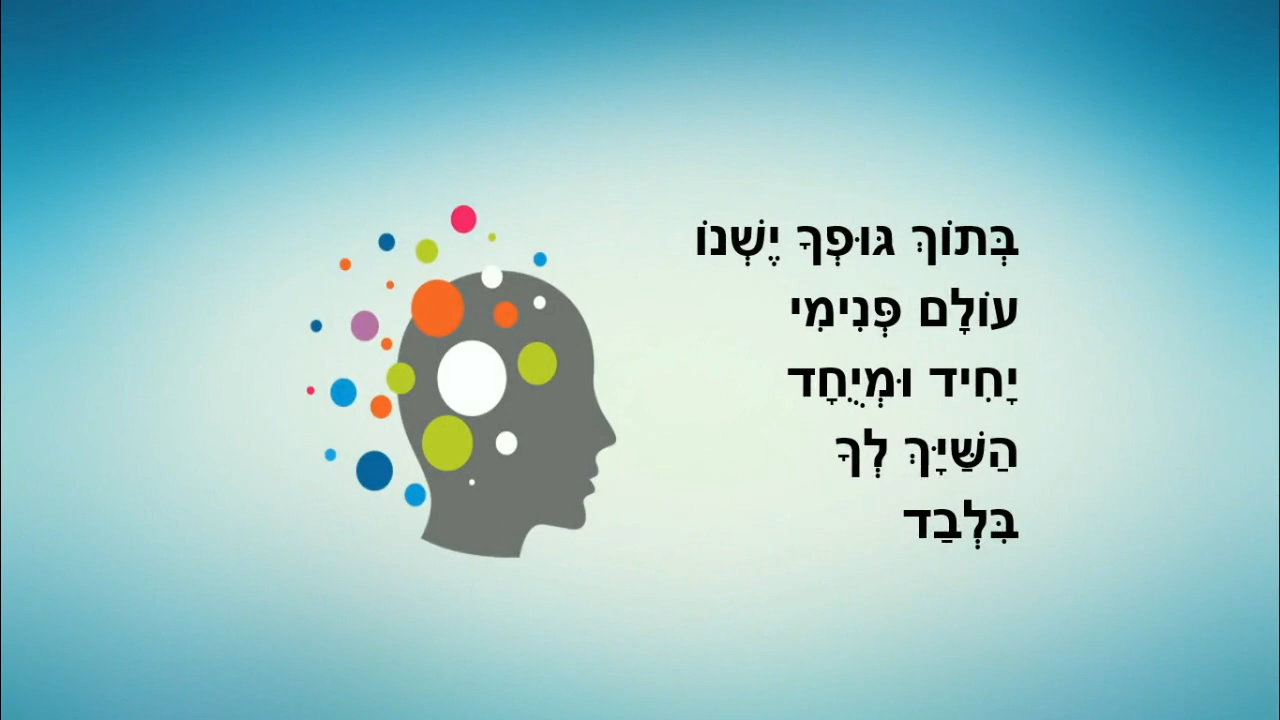 בְּתוֹךְ גּוּפְךָ יֶשְׁנוֹ
עוֹלָם פְּנִימִי
יָחִיד וּמְיֻחָד
הַשַּׁיָּךְ לְךָ
בִּלְבַד